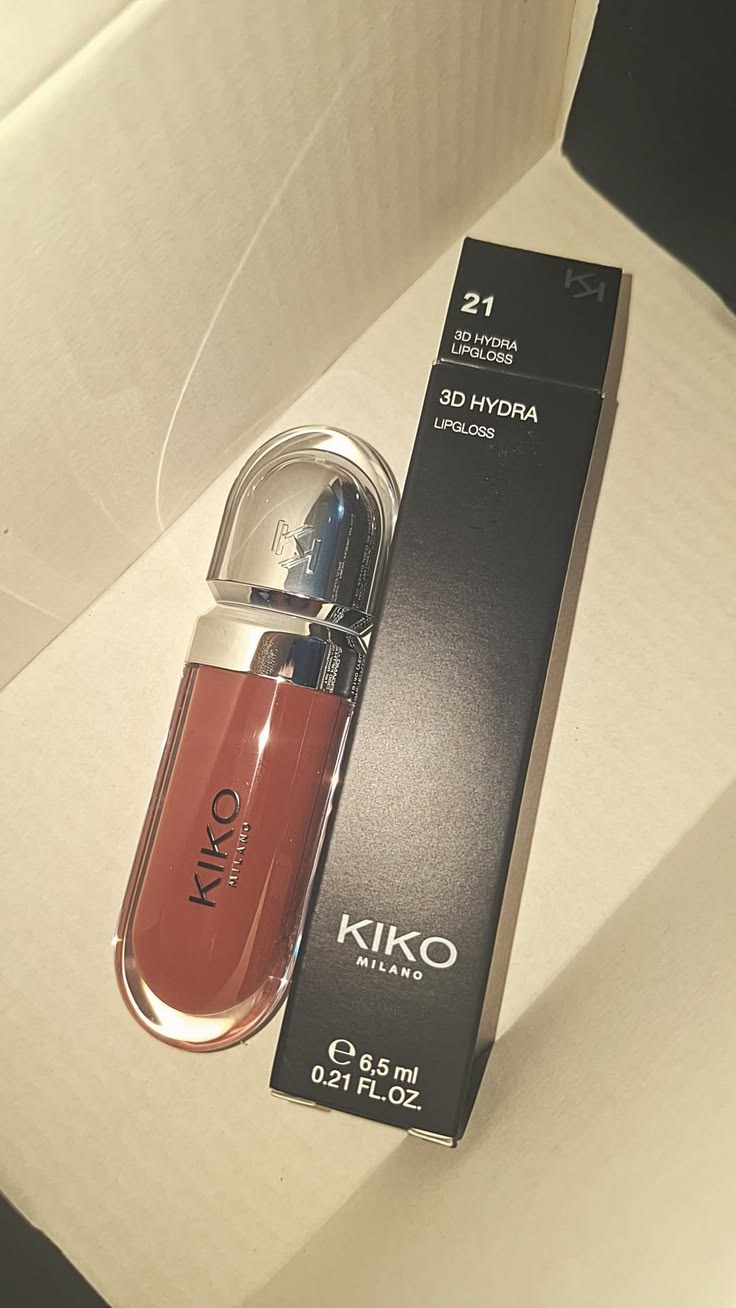 21
3D HYDRA
LIPGLOSS
3D HYDRA
LIPGLOSS
KIKO
MILANO
e 6,5 ml
0.21 FL.OZ.
KIKO
MILANO